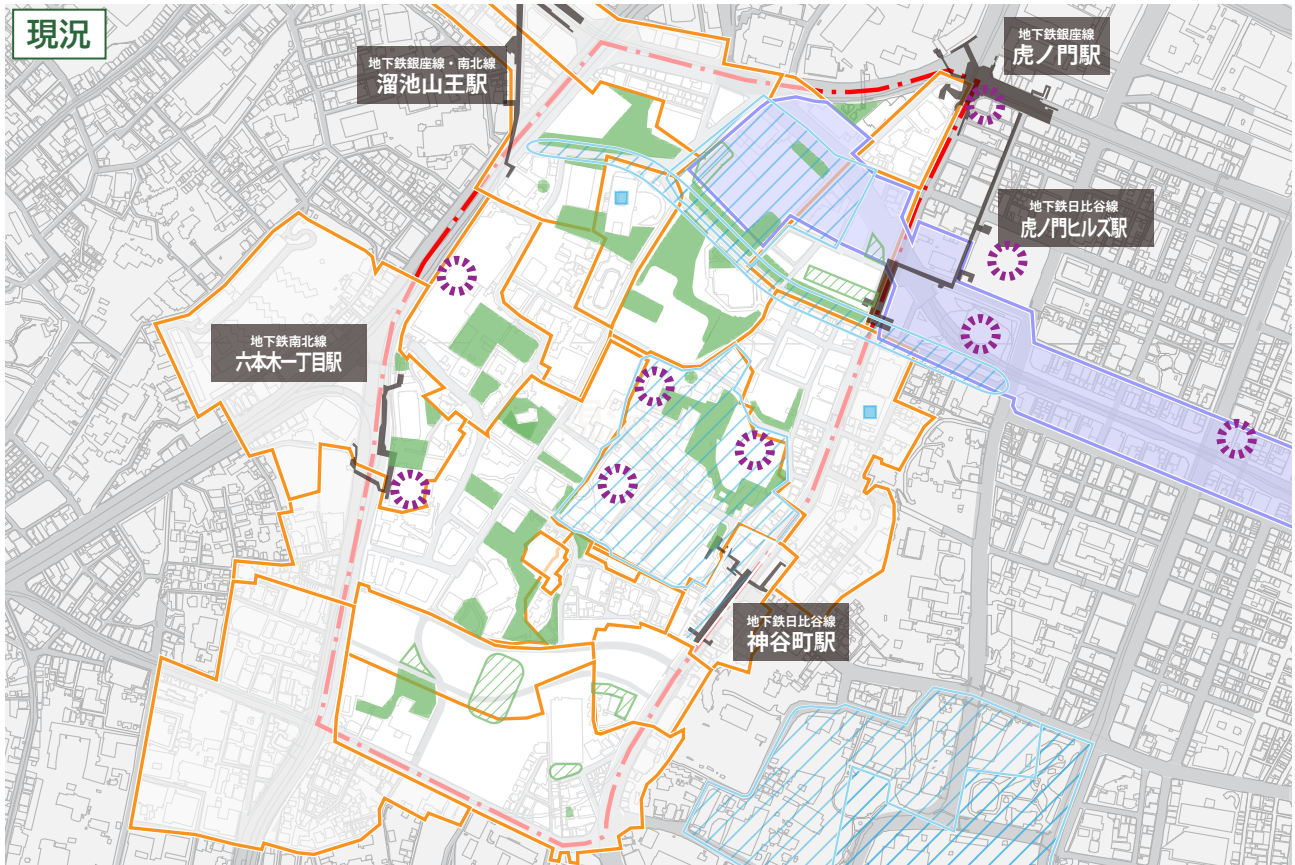 現況
地下鉄銀座線・南北線
溜池山王駅
地下鉄銀座線
虎ノ門駅
地下鉄日比谷線
虎ノ門ヒルズ駅
地下鉄南北線
六本木一丁目駅
地下鉄日比谷線
神谷町駅